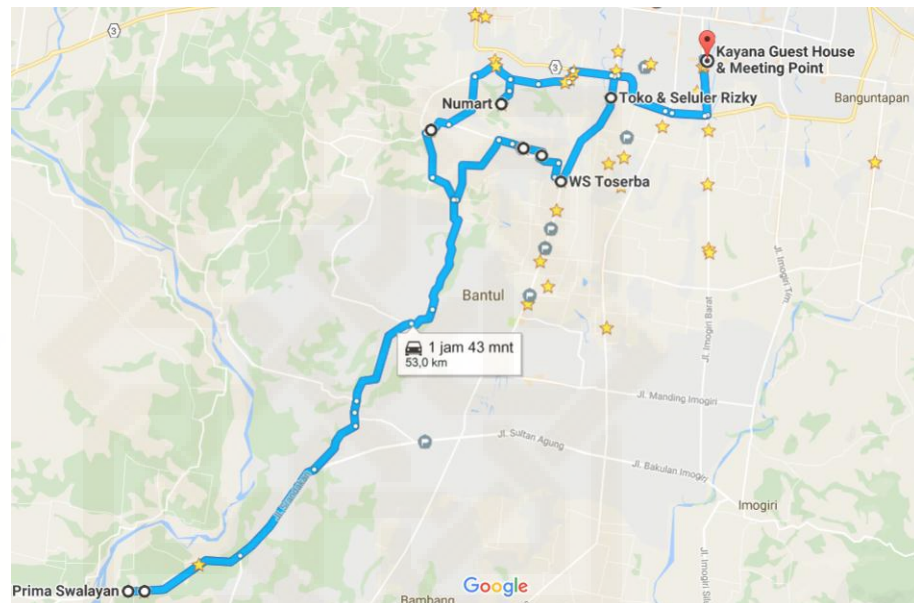 3
3
Kayana Guest House
& Meeting Point
Numart
Toko & Seluler Rizky
Banguntapan
WS Toserba
Bantul
1 jam 43 mnt
53,0 km
Jl. Imogiri Barat
Jl. Imogiri Tim.
Jl. Manding Imogiri
Jl. Sultan Agung
Jl. Bakulan Imogiri
Imogiri
Prima Swalayan
Google
Bambang